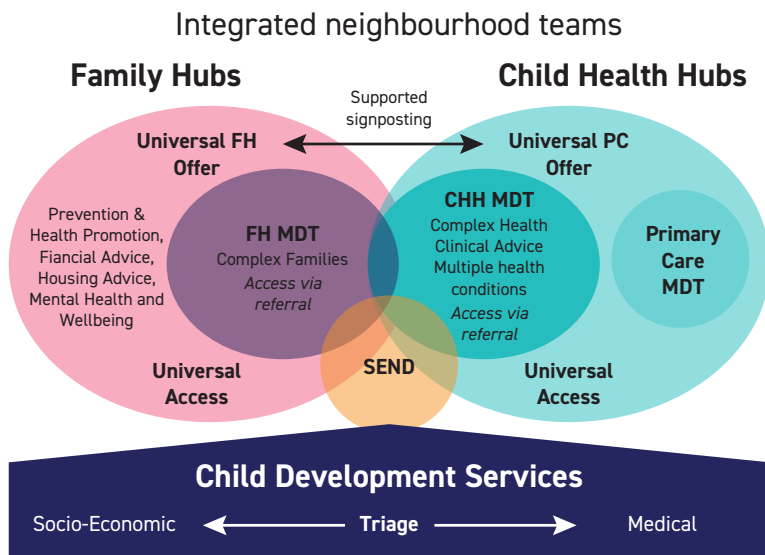 Integrated neighbourhood teams
Family Hubs
Child Health Hubs
Supported
signposting
Universal FH
Offer
Universal PC
Offer
Prevention &
Health Promotion,
Fiancial Advice,
Housing Advice,
Mental Health and
Wellbeing
FH MDT
Complex Families
Access via
referral
CHH MDT
Complex Health
Clinical Advice
Multiple health
conditions
Access via
referral
Primary
Care
MDT
Universal
Access
SEND
Universal
Access
Child Development Services
Socio-Economic
Triage
Medical